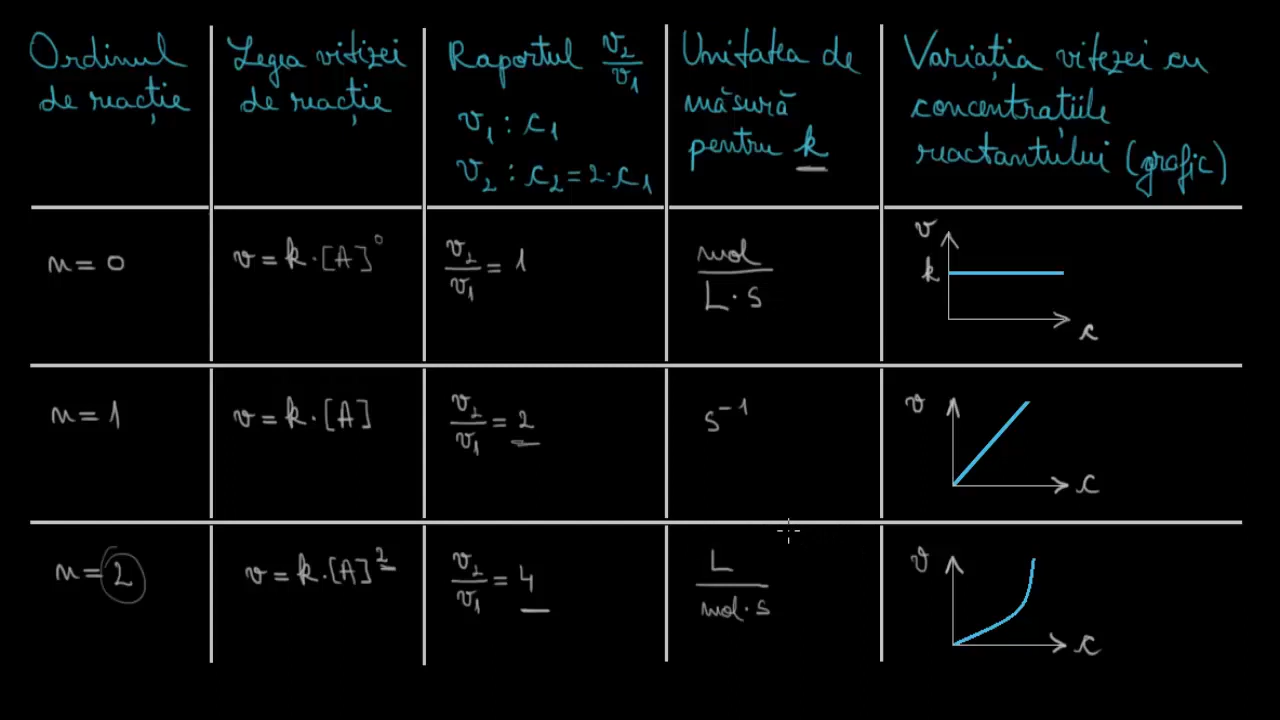 Ordinul
de reacție
Legea vitizei
de reacție
Raportul v₂/v₁
v₁ : c₁
v₂ : c₂ = 2·c₁
Unitatea de
măsură
pentru k
Variația vitezei cu
concentrațiile
reactantului (grafic)
n = 0
v = k·[A]⁰
v₂/v₁ = 1
mol
L·s
v
k
c
n = 1
v = k·[A]
v₂/v₁ = 2
s⁻¹
v
c
n = 2
v = k·[A]²
v₂/v₁ = 4
L
mol·s
v
c